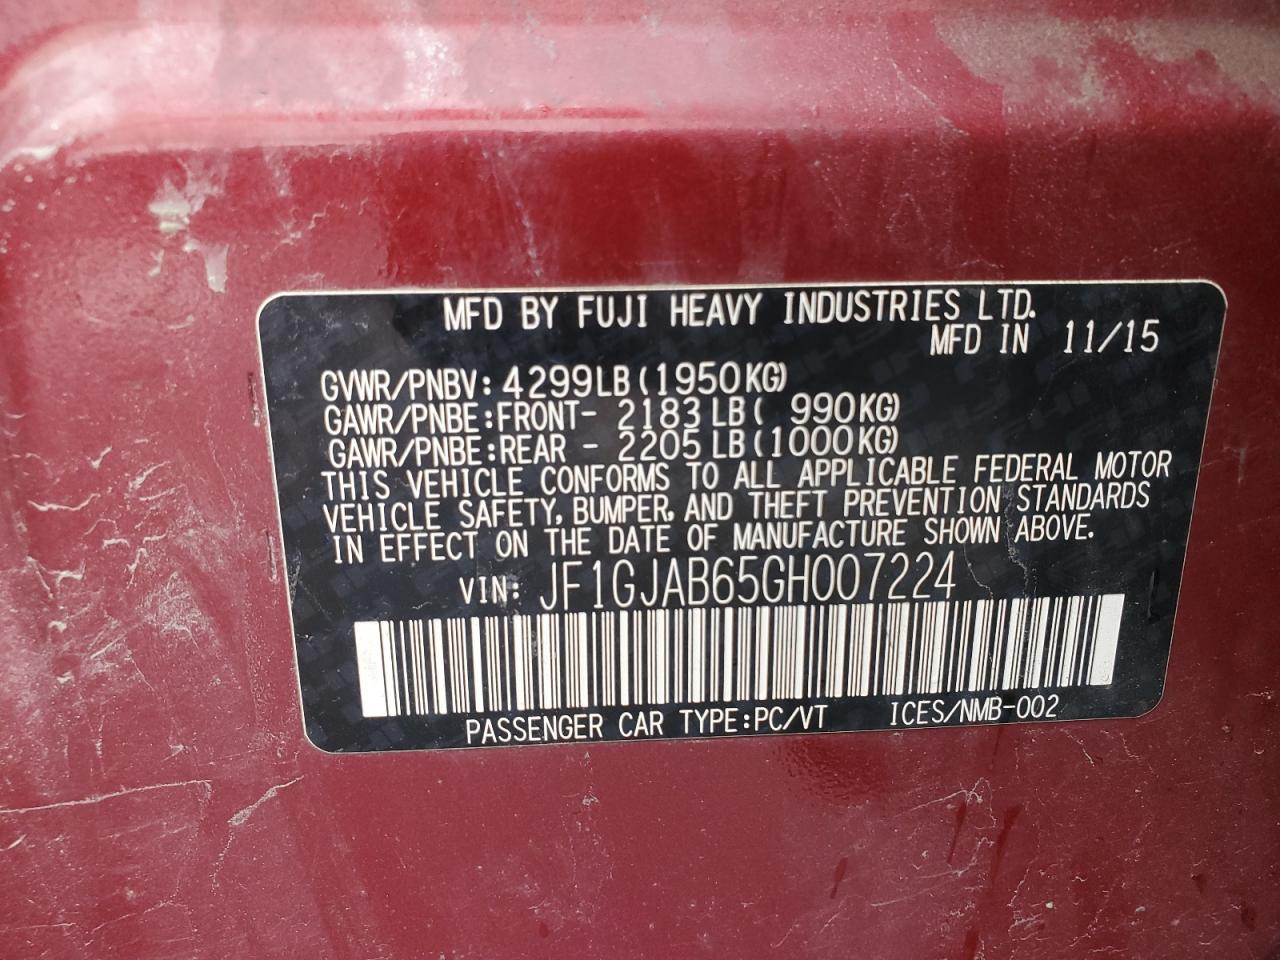 MFD BY FUJI HEAVY INDUSTRIES LTD.
MFD IN 11/15
GVWR/PNBV: 4299LB (1950KG)
GAWR/PNBE:FRONT- 2183 LB ( 990KG)
GAWR/PNBE:REAR - 2205 LB (1000KG)
THIS VEHICLE CONFORMS TO ALL APPLICABLE FEDERAL MOTOR
VEHICLE SAFETY, BUMPER, AND THEFT PREVENTION STANDARDS
IN EFFECT ON THE DATE OF MANUFACTURE SHOWN ABOVE.
VIN: JF1GJAB65GH007224
PASSENGER CAR TYPE:PC/VT ICES/NMB-002